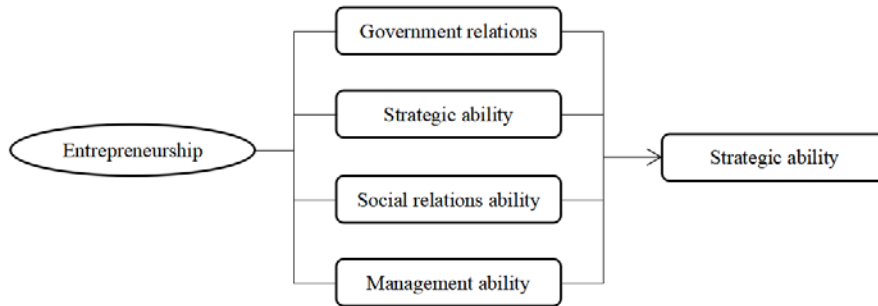 Government relations
Strategic ability
Entrepreneurship
Strategic ability
Social relations ability
Management ability